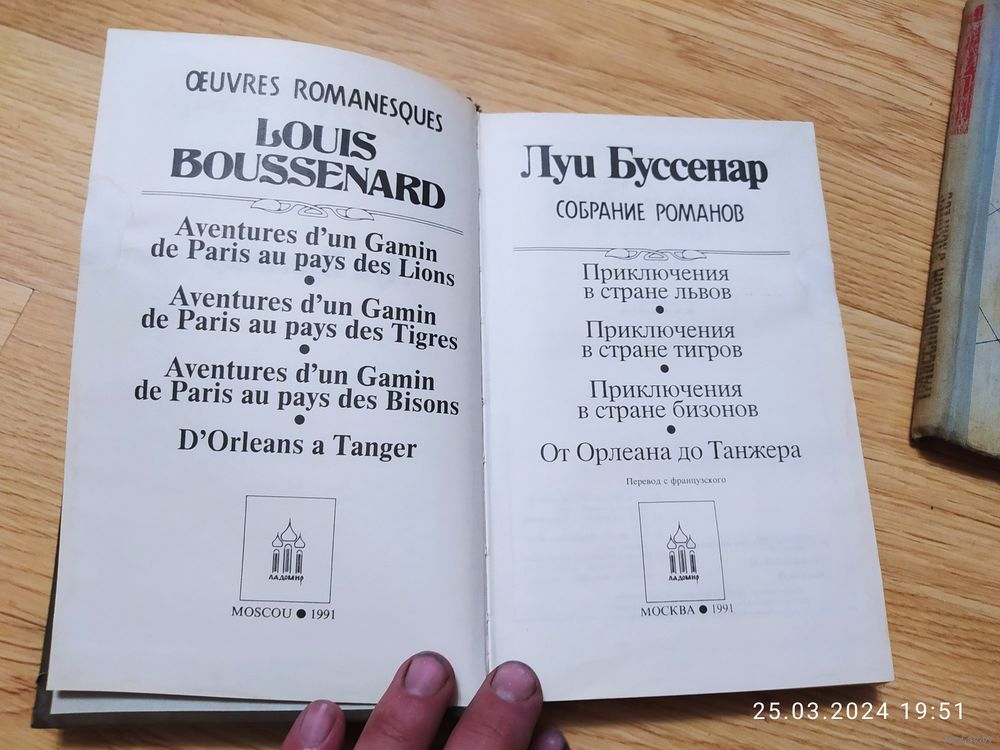 ŒUVRES ROMANESQUES
LOUIS
BOUSSENARD
Aventures d'un Gamin
de Paris au pays des Lions
Aventures d'un Gamin
de Paris au pays des Tigres
Aventures d'un Gamin
de Paris au pays des Bisons
D'Orleans a Tanger
ЛАДОМИР
MOSCOU ● 1991
Луи Буссенар
СОБРАНИЕ РОМАНОВ
Приключения
в стране львов
Приключения
в стране тигров
Приключения
в стране бизонов
От Орлеана до Танжера
Перевод с французского
ЛАДОМИР
МОСКВА ● 1991
25.03.2024 19:51